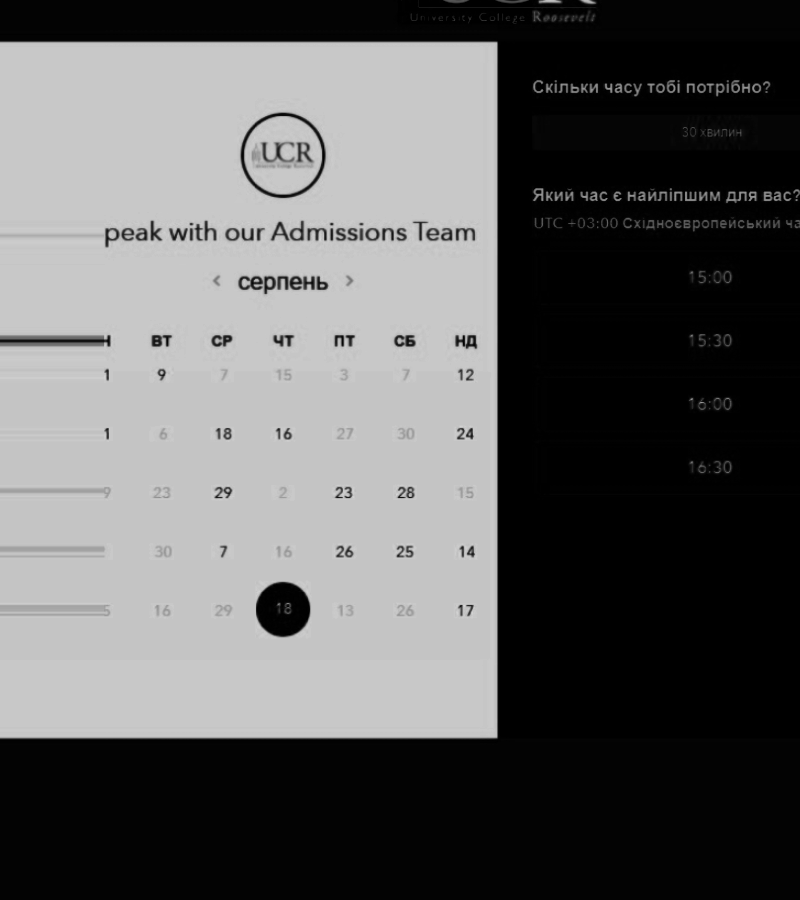 University College Roosevelt
UCR
peak with our Admissions Team
серпень
ВТ СР ЧТ ПТ СБ НД
1 9 7 15 3 7 12
1 6 18 16 27 30 24
9 23 29 2 23 28 15
30 7 16 26 25 14
5 16 29 18 13 26 17
Скільки часу тобі потрібно?
30 хвилин
Який час є найліпшим для вас?
UTC +03:00 Східноєвропейський ча
15:00
15:30
16:00
16:30